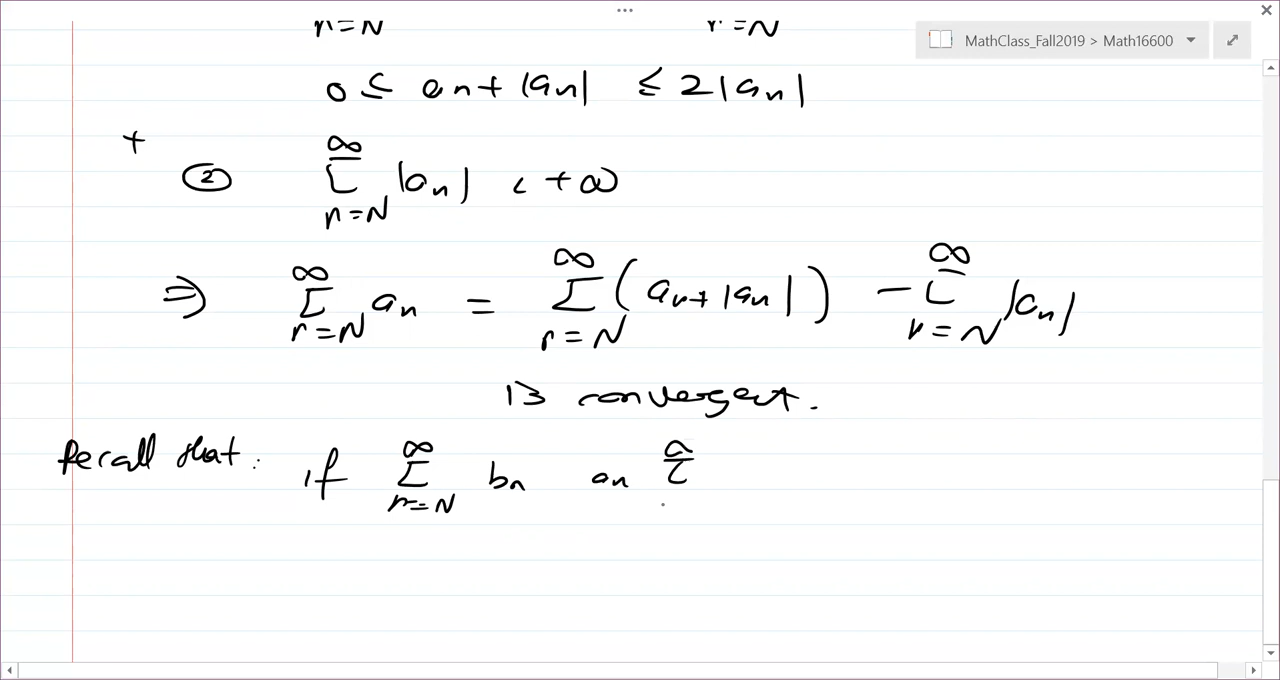 n=N n=N
MathClass_Fall2019 > Math16600
0 ≤ an + |an| ≤ 2|an|
+
② ∞ Σ n=N |an| < +∞
⇒ ∞ Σ n=N an = ∞ Σ n=N (an + |an|) - ∞ Σ n=N |an|
is convergent.
Recall that: if ∞ Σ n=N bn an Σ